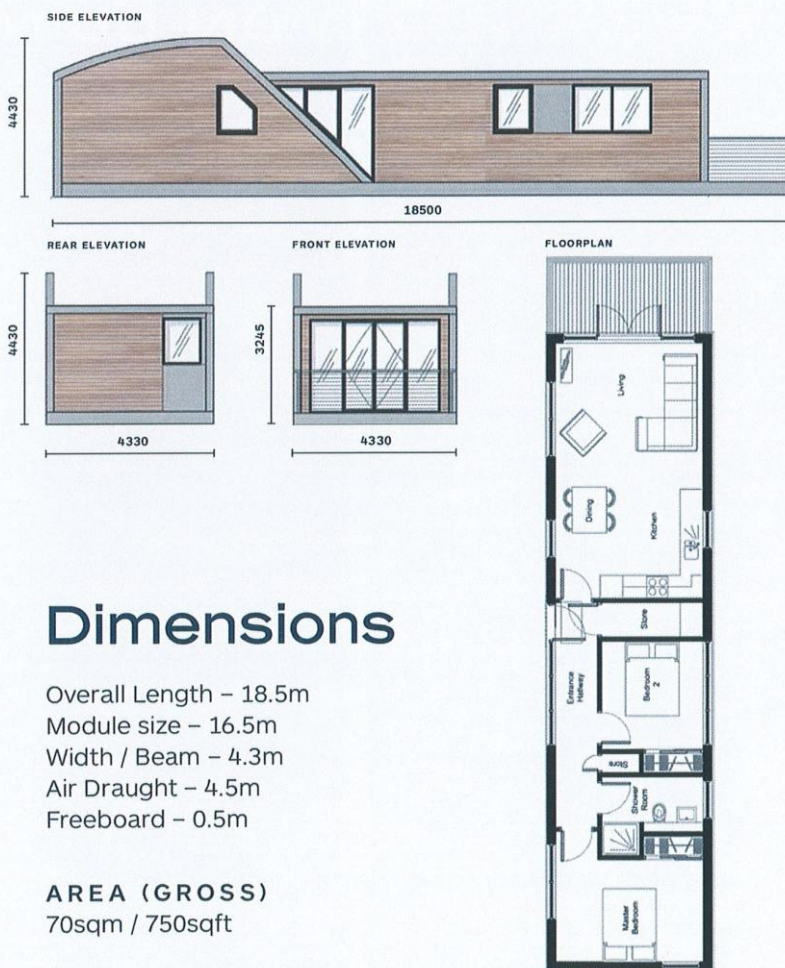 SIDE ELEVATION
4430
18500
REAR ELEVATION
FRONT ELEVATION
FLOORPLAN
4430
3245
4330
4330
Living
Dining
Kitchen
Store
Entrance
Hallway
Bedroom
2
Store
Shower
Room
Master
Bedroom
Dimensions
Overall Length – 18.5m
Module size – 16.5m
Width / Beam – 4.3m
Air Draught – 4.5m
Freeboard – 0.5m
AREA (GROSS)
70sqm / 750sqft